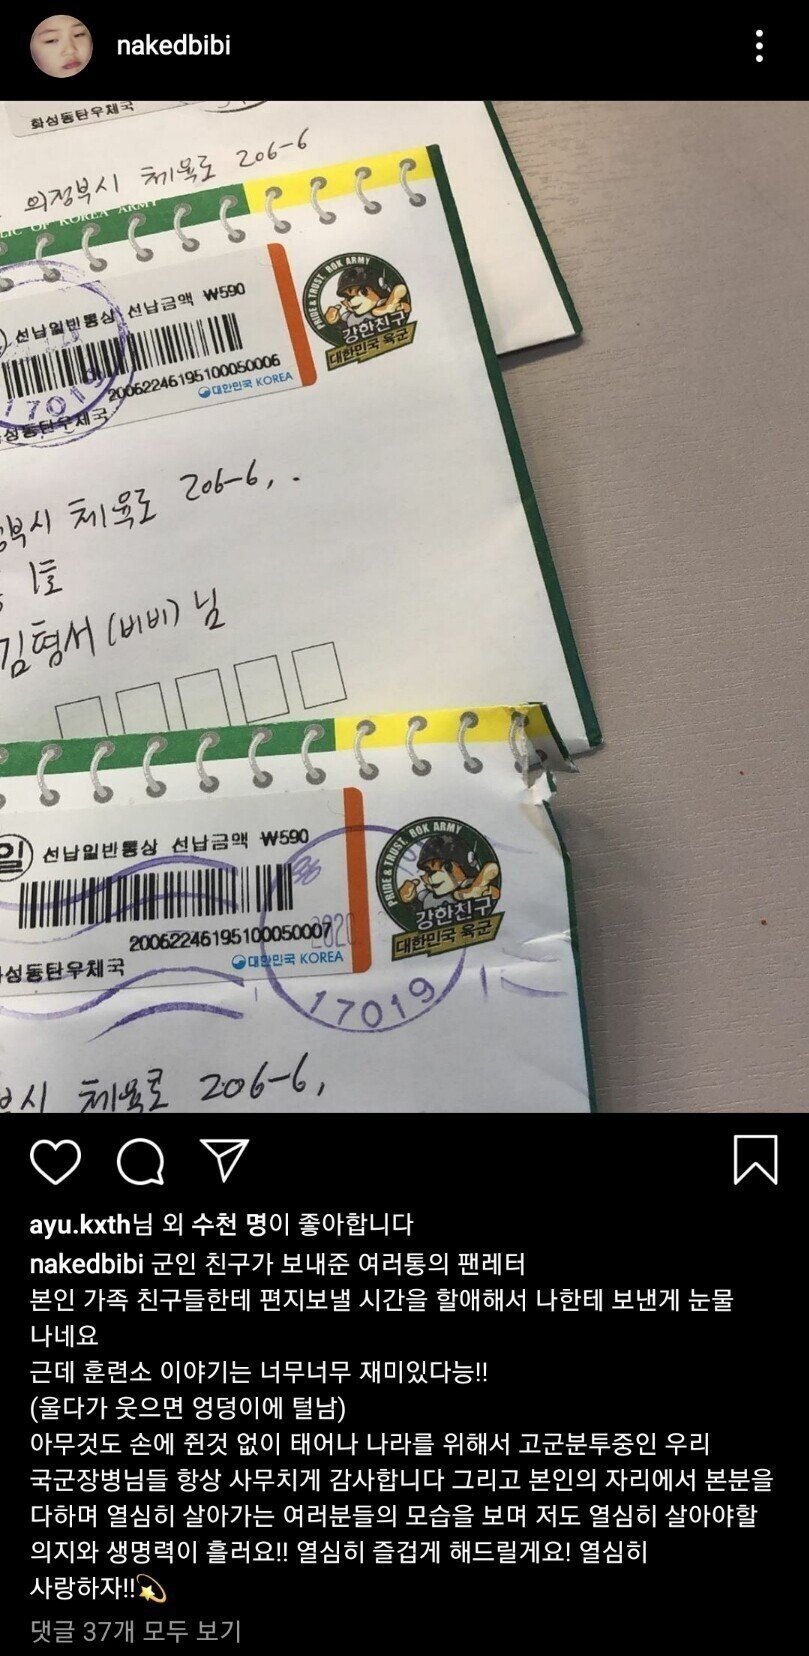 nakedbibi
화성동탄우체국
의정부시 체육로 206-6
LIC OF KOREA ARMY
선납일반통상 선납금액 ₩590
20062246195100050006
대한민국 KOREA
1701
성동탄우체국
PRIDE & TRUST. ROK ARMY
강한친구
대한민국 육군
정부시 체육로 206-6, .
1호
김형서 (비비) 님
일 선납일반통상 선납금액 ₩590
20062246195100050007
2020
대한민국 KOREA
화성동탄우체국
17019
PRIDE & TRUST. ROK ARMY
강한친구
대한민국 육군
부시 체육로 206-6,
ayu.kxth님 외 수천 명이 좋아합니다
nakedbibi 군인 친구가 보내준 여러통의 팬레터
본인 가족 친구들한테 편지보낼 시간을 할애해서 나한테 보낸게 눈물
나네요
근데 훈련소 이야기는 너무너무 재미있다능!!
(울다가 웃으면 엉덩이에 털남)
아무것도 손에 쥔것 없이 태어나 나라를 위해서 고군분투중인 우리
국군장병님들 항상 사무치게 감사합니다 그리고 본인의 자리에서 본분을
다하며 열심히 살아가는 여러분들의 모습을 보며 저도 열심히 살아야할
의지와 생명력이 흘러요!! 열심히 즐겁게 해드릴게요! 열심히
사랑하자!!💫
댓글 37개 모두 보기